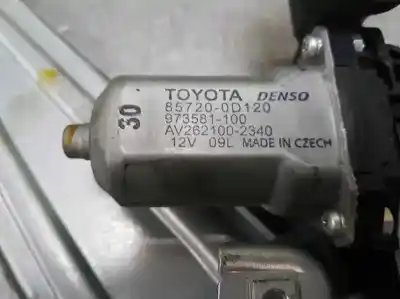 TOYOTA DENSO
85720-0D120
973581-100
AV262100-2340
12V 09L MADE IN CZECH
30